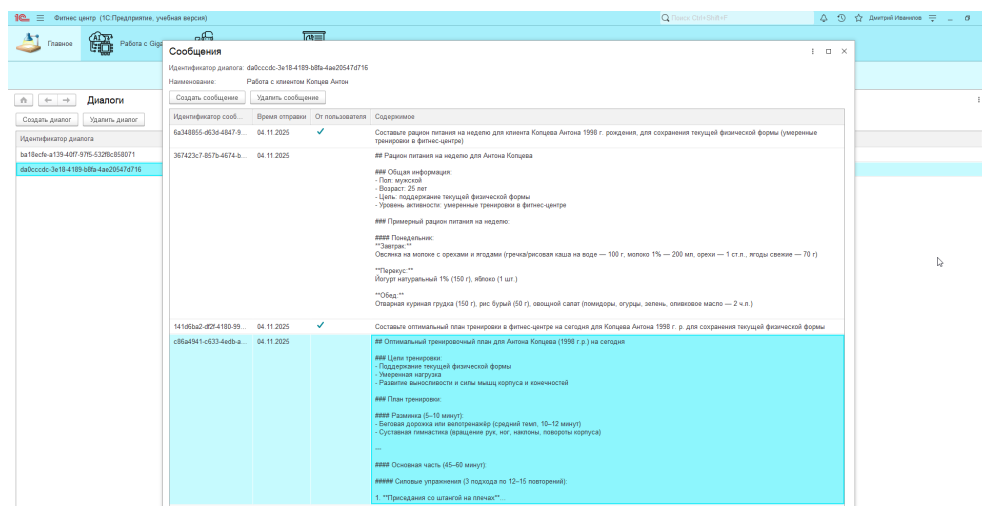 Фитнес центр (1С:Предприятие, учебная версия)
Поиск Ctrl+Shift+F
Дмитрий Иванилов
Главное
Работа с Giga
Сообщения
Идентификатор диалога: da0cccdc-3e18-4189-b8fa-4ae20547d716
Наименование: Работа с клиентом Копцев Антон
Создать сообщение
Удалить сообщение
Диалоги
Создать диалог
Удалить диалог
Идентификатор диалога
ba18ecfe-a139-40f7-97f5-532f8c858071
da0cccdc-3e18-4189-b8fa-4ae20547d716
Идентификатор сооб...
Время отправки
От пользователя
Содержимое
6a348855-d63d-4847-9...
04.11.2025
Составьте рацион питания на неделю для клиента Копцева Антона 1998 г. рождения, для сохранения текущей физической формы (умеренные
тренировки в фитнес-центре)
367423c7-857b-4674-b...
04.11.2025
## Рацион питания на неделю для Антона Копцева
### Общая информация:
- Пол: мужской
- Возраст: 25 лет
- Цель: поддержание текущей физической формы
- Уровень активности: умеренные тренировки в фитнес-центре
### Примерный рацион питания на неделю:
#### Понедельник:
**Завтрак:**
Овсянка на молоке с орехами и ягодами (гречка/рисовая каша на воде — 100 г, молоко 1% — 200 мл, орехи — 1 ст.л., ягоды свежие — 70 г)
**Перекус:**
Йогурт натуральный 1% (150 г), яблоко (1 шт.)
**Обед:**
Отварная куриная грудка (150 г), рис бурый (50 г), овощной салат (помидоры, огурцы, зелень, оливковое масло — 2 ч.л.)
141d6ba2-df2f-4180-99...
04.11.2025
Составьте оптимальный план тренировки в фитнес-центре на сегодня для Копцева Антона 1998 г. р. для сохранения текущей физической формы
c86a4941-c633-4edb-a...
04.11.2025
## Оптимальный тренировочный план для Антона Копцева (1998 г.р.) на сегодня
### Цели тренировки:
- Поддержание текущей физической формы
- Умеренная нагрузка
- Развитие выносливости и силы мышц корпуса и конечностей
### План тренировки:
#### Разминка (5–10 минут):
- Беговая дорожка или велотренажёр (средний темп, 10–12 минут)
- Суставная гимнастика (вращение рук, ног, наклоны, повороты корпуса)
---
#### Основная часть (45–60 минут):
##### Силовые упражнения (3 подхода по 12–15 повторений):
1. **Приседания со штангой на плечах**...